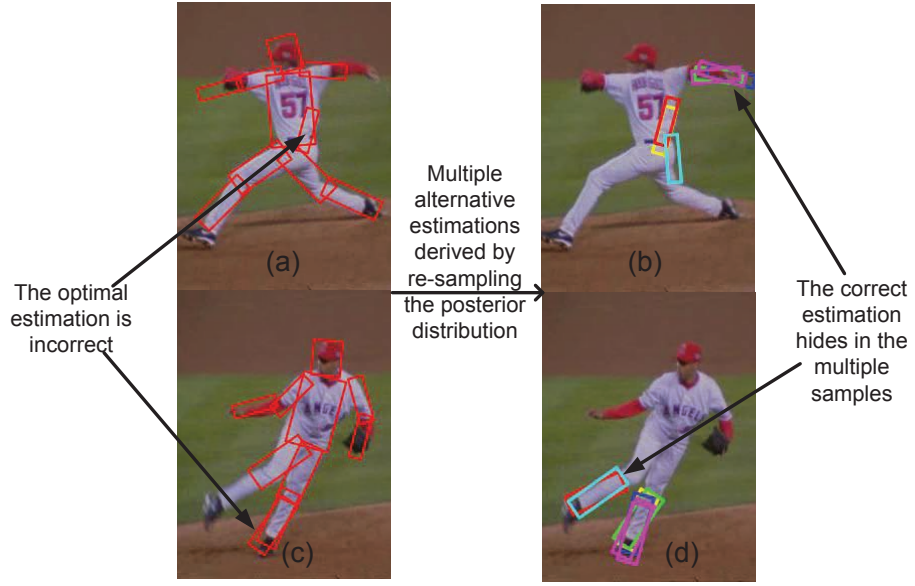 57
57
(a)
(b)
Multiple
alternative
estimations
derived by
re-sampling
the posterior
distribution
The optimal
estimation is
incorrect
The correct
estimation
hides in the
multiple
samples
ANGEL
(c)
(d)